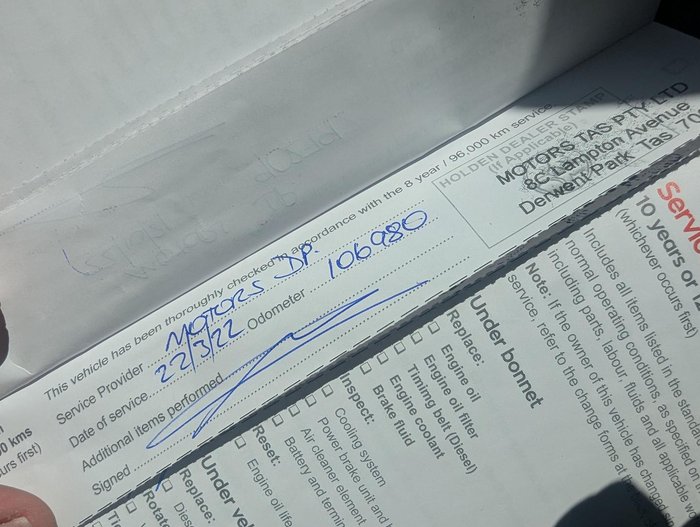 This vehicle has been thoroughly checked in accordance with the 8 year / 96,000 km service
Service Provider MOTORS DP
Date of service 22/3/22 Odometer 106980
Additional items performed
Signed
HOLDEN DEALER STAMP
(If Applicable)
MOTORS TAS PTY LTD
6C Lampton Avenue
Derwent Park Tas
0 kms
urs first)
Servic
10 years or
(whichever occurs first)
Includes all items listed in the standard
normal operating conditions, as specified
including parts, labour, fluids and all applicable
Note: If the owner of this vehicle has changed
service, refer to the change forms at
Under bonnet
Replace:
Engine oil
Engine oil filter
Timing belt (Diesel)
Engine coolant
Brake fluid
Inspect:
Cooling system
Power brake unit and
Air cleaner element
Battery and termin
Reset:
Engine oil life
Under veh
Replace:
Diese
Rotate